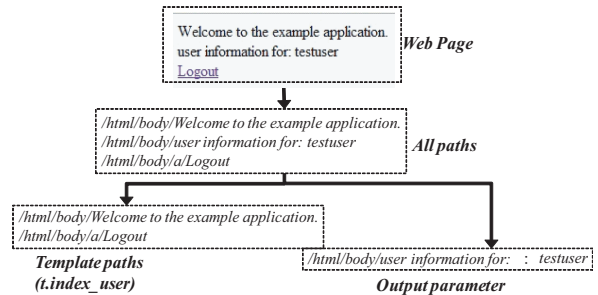 Welcome to the example application.
user information for: testuser
Logout
Web Page
/html/body/Welcome to the example application.
/html/body/user information for: testuser
/html/body/a/Logout
All paths
/html/body/Welcome to the example application.
/html/body/a/Logout
Template paths
(t.index_user)
/html/body/user information for: : testuser
Output parameter